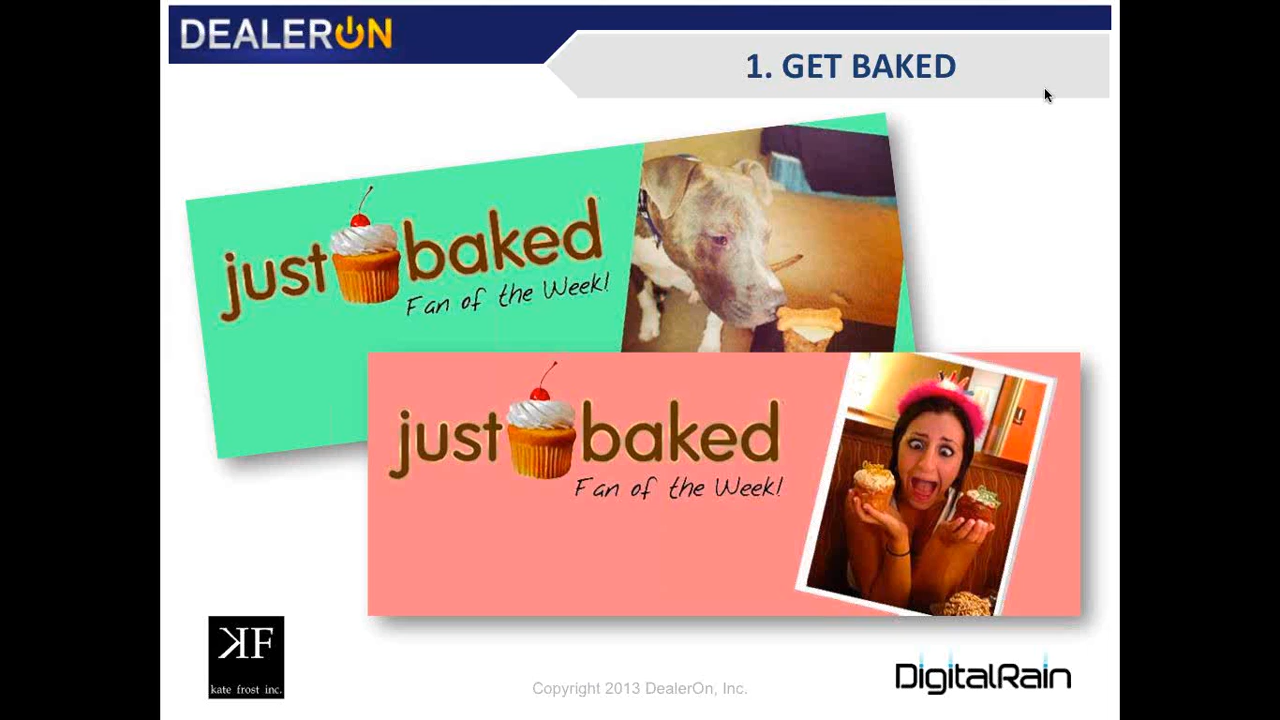 DEALERON
1. GET BAKED
just baked
Fan of the Week!
just baked
Fan of the Week!
KF
kate frost inc.
Copyright 2013 DealerOn, Inc.
DigitalRain